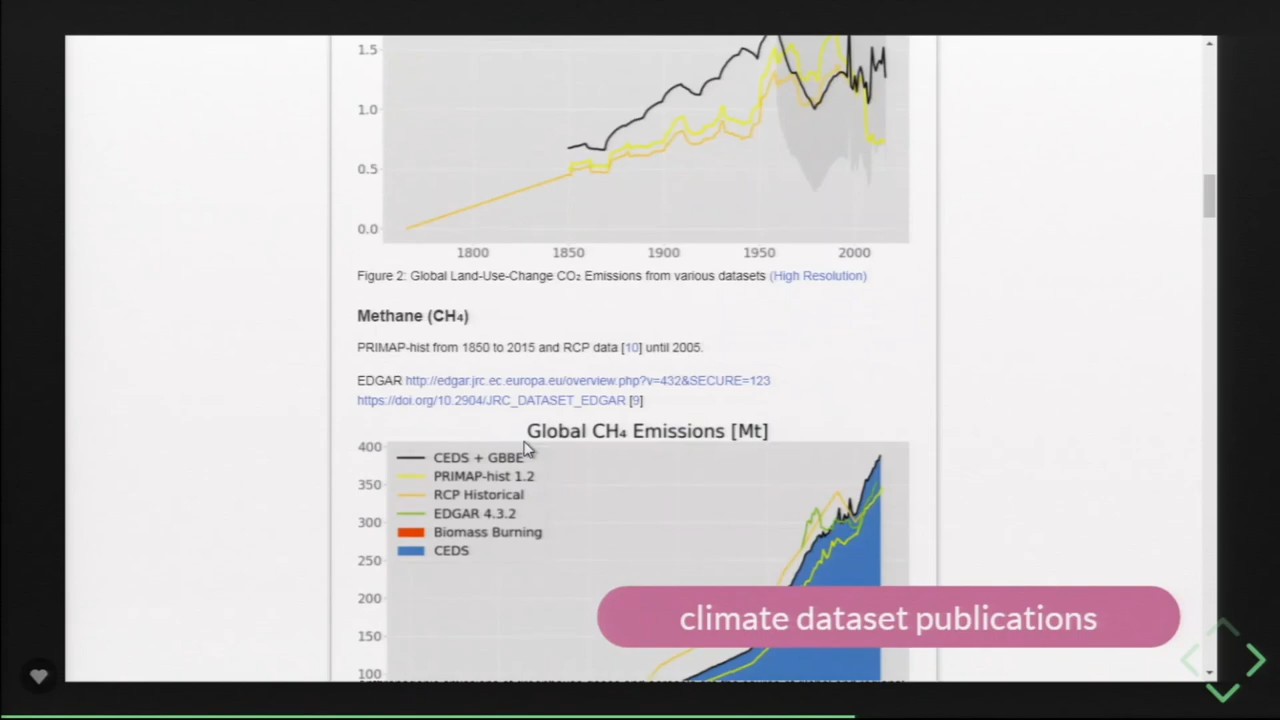 1.5
1.0
0.5
0.0
1800 1850 1900 1950 2000
Figure 2: Global Land-Use-Change CO₂ Emissions from various datasets (High Resolution)
Methane (CH₄)
PRIMAP-hist from 1850 to 2015 and RCP data [10] until 2005.
EDGAR http://edgar.jrc.ec.europa.eu/overview.php?v=432&SECURE=123
https://doi.org/10.2904/JRC_DATASET_EDGAR [9]
Global CH₄ Emissions [Mt]
400
350
300
250
200
150
100
CEDS + GBBE
PRIMAP-hist 1.2
RCP Historical
EDGAR 4.3.2
Biomass Burning
CEDS
climate dataset publications